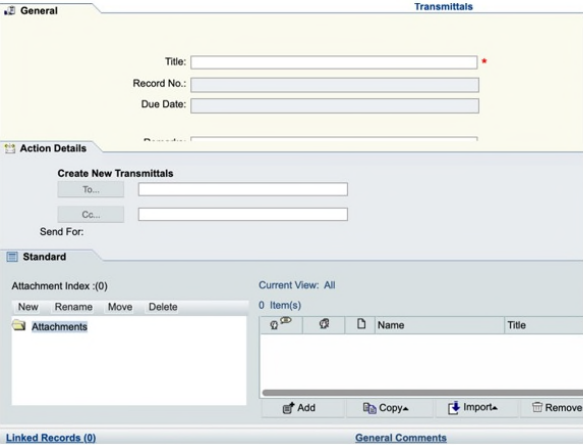 Transmittals
General
Title: *
Record No.:
Due Date:
Action Details
Create New Transmittals
To...
Cc...
Send For:
Standard
Attachment Index :(0)
Current View: All
New Rename Move Delete
0 Item(s)
Attachments
Name Title
Add Copy Import Remove
Linked Records (0) General Comments